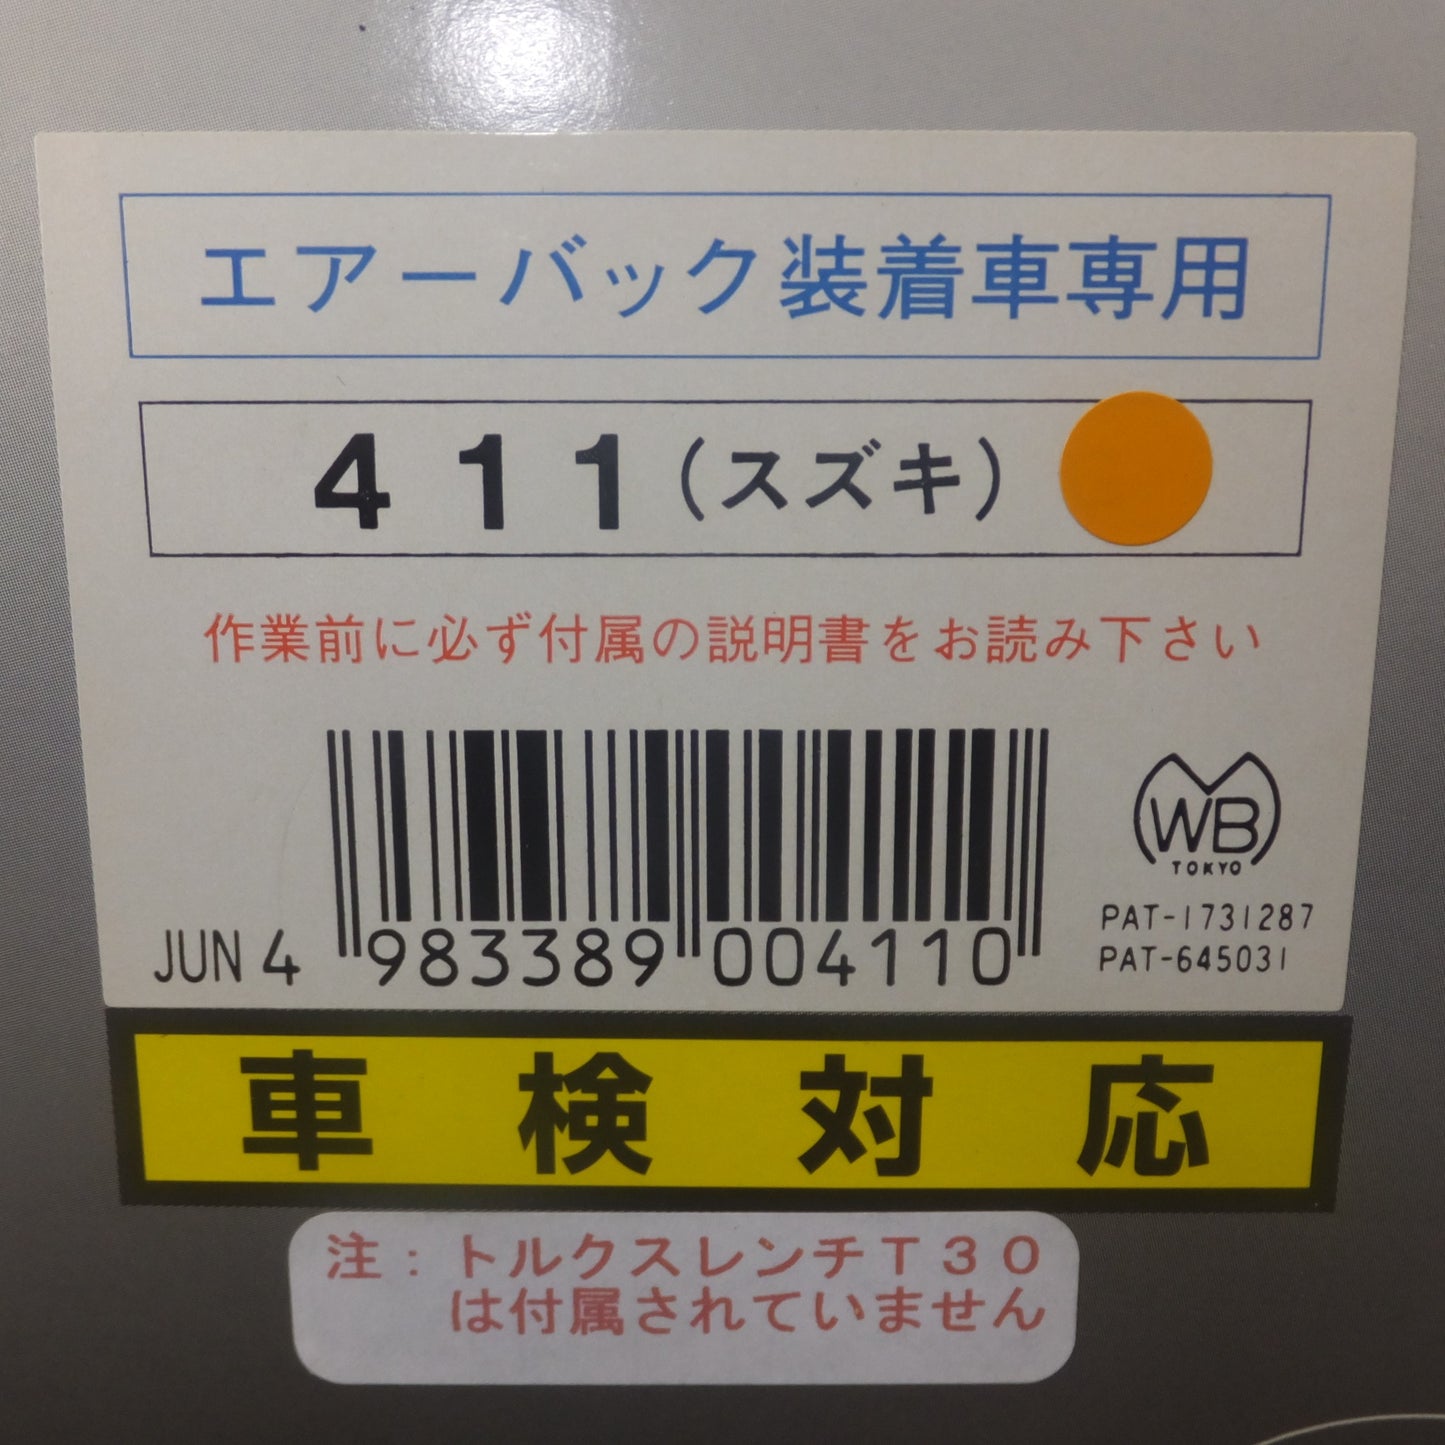 エアーバック装着車専用
411(スズキ)
作業前に必ず付属の説明書をお読み下さい
WB
TOKYO
PAT-1731287
PAT-645031
JUN 4 983389 004110
車検対応
注:トルクスレンチT30
は付属されていません